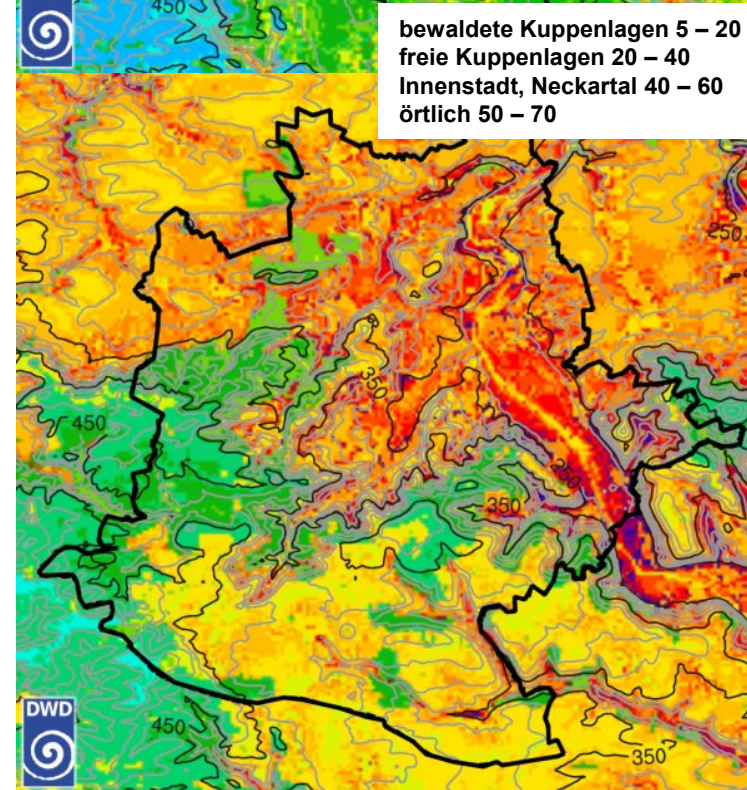 450
bewaldete Kuppenlagen 5 – 20
freie Kuppenlagen 20 – 40
Innenstadt, Neckartal 40 – 60
örtlich 50 – 70
250
350
450
250
350
DWD
450
350